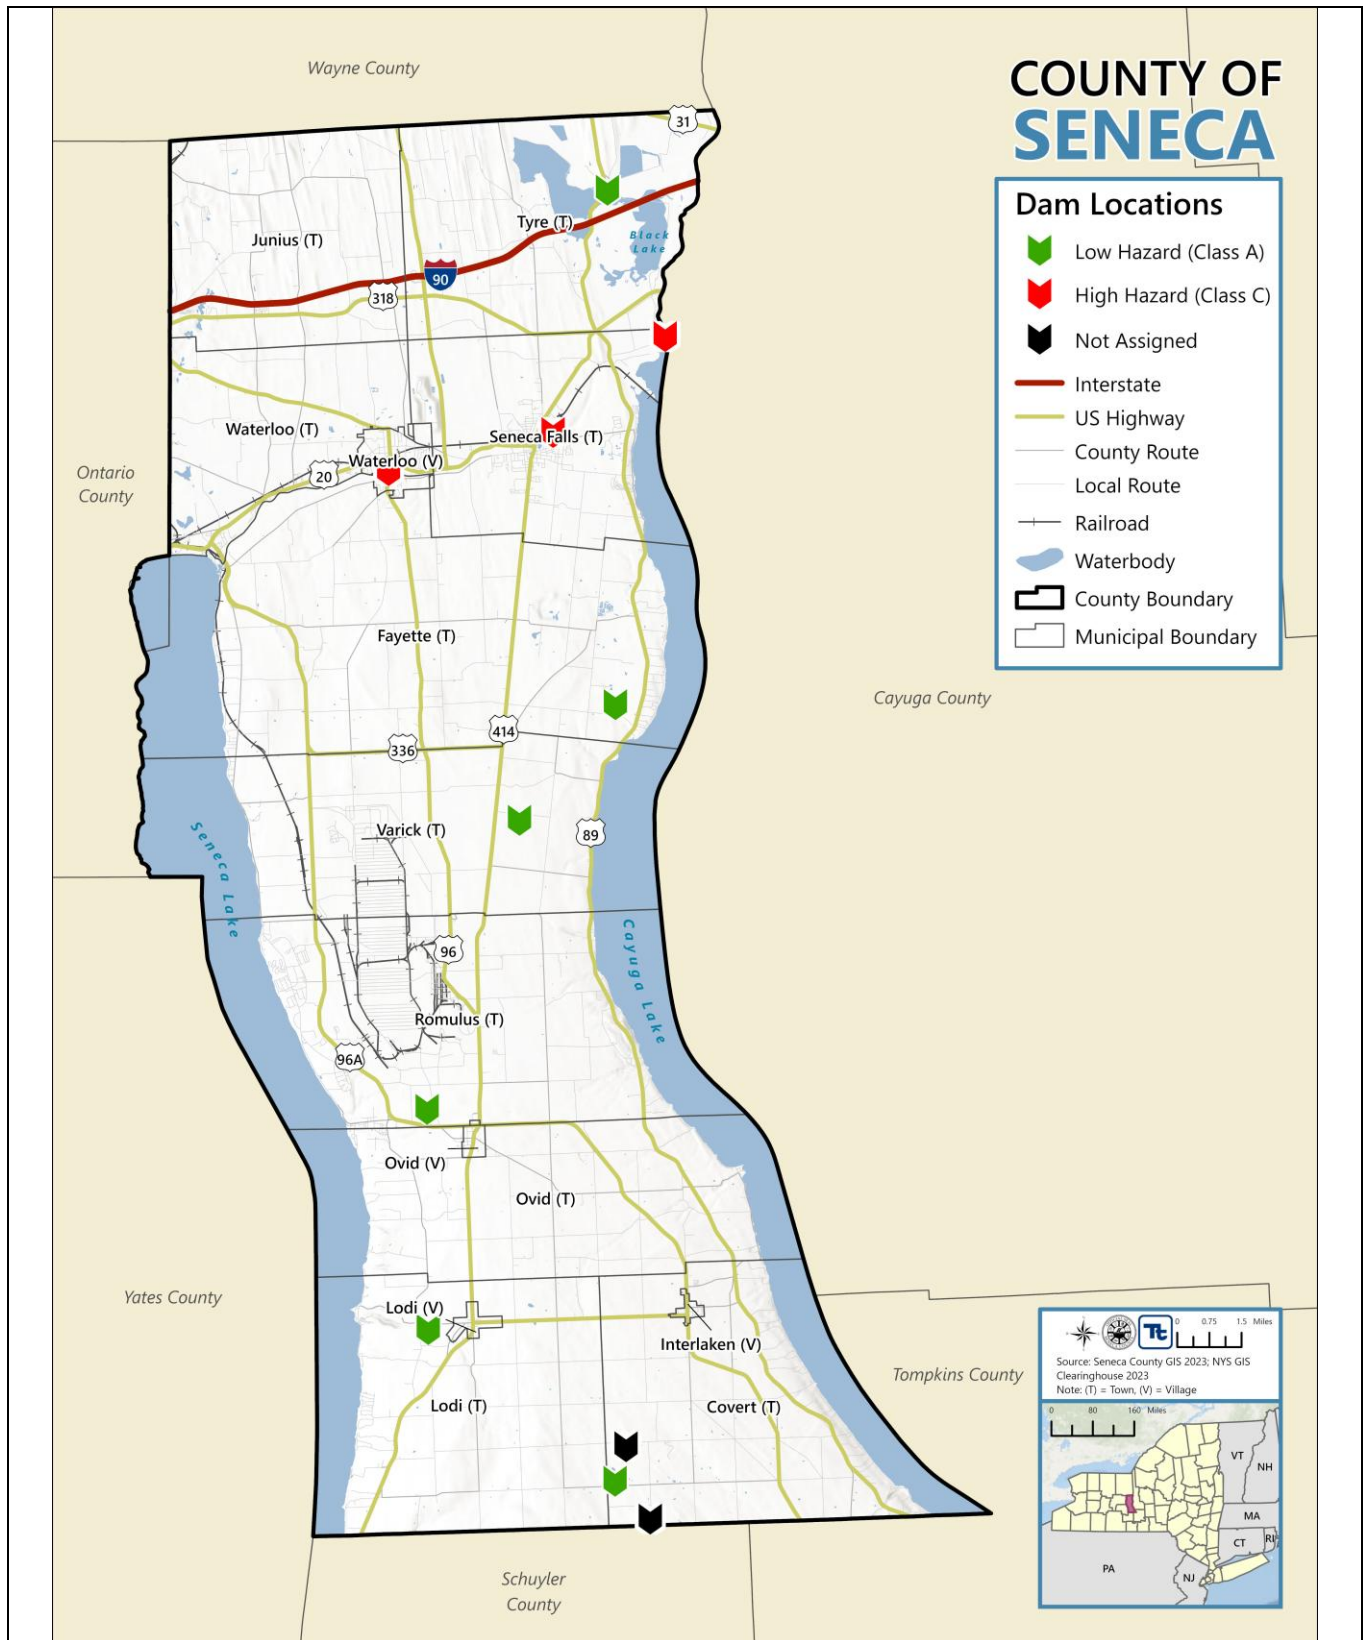 Wayne County
COUNTY OF
SENECA
31
Dam Locations
Low Hazard (Class A)
High Hazard (Class C)
Not Assigned
Interstate
US Highway
County Route
Local Route
Railroad
Waterbody
County Boundary
Municipal Boundary
Tyre (T)
Junius (T)
Black
Lake
90
318
Waterloo (T)
Seneca Falls (T)
Waterloo (V)
20
Ontario
County
Fayette (T)
Cayuga County
414
336
Varick (T)
89
Seneca Lake
Cayuga Lake
96
Romulus (T)
96A
Ovid (V)
Ovid (T)
Yates County
Lodi (V)
Interlaken (V)
Tompkins County
Lodi (T)
Covert (T)
Schuyler
County
Tt
0 0.75 1.5 Miles
Source: Seneca County GIS 2023; NYS GIS
Clearinghouse 2023
Note: (T) = Town, (V) = Village
0 80 160 Miles
VT
NH
MA
CT
RI
PA
NJ